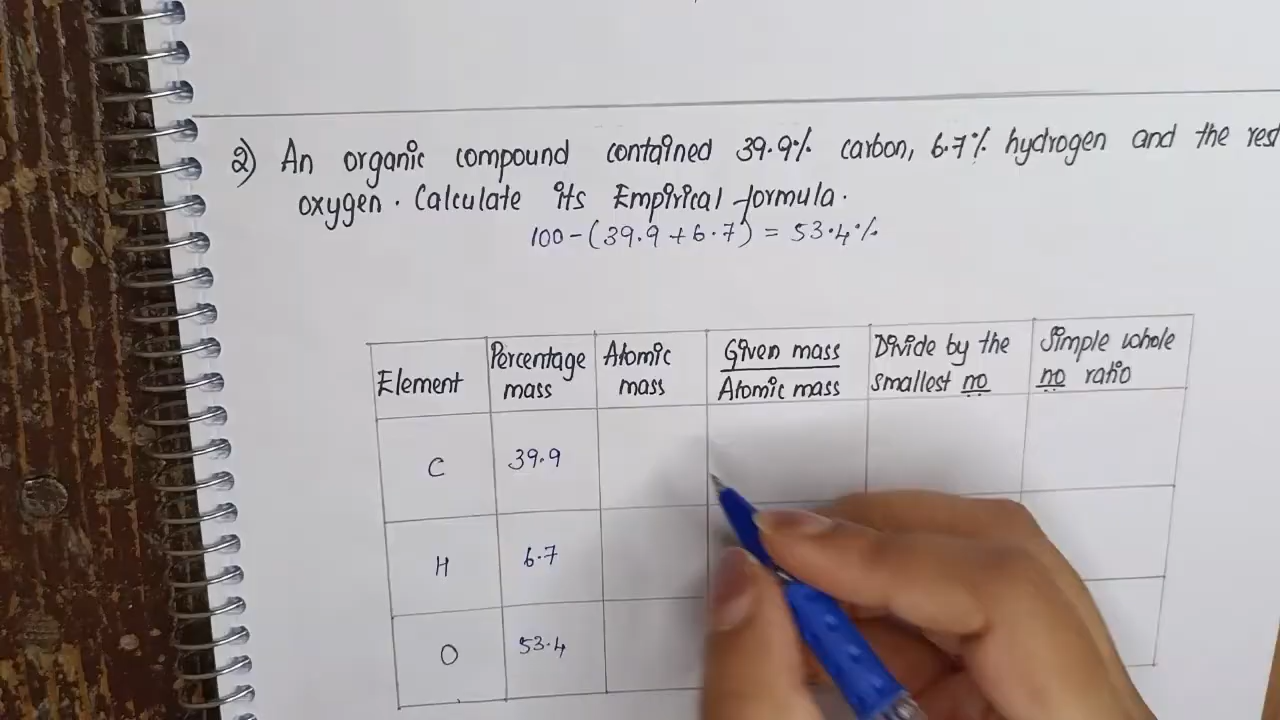 2) An organic compound contained 39.9% carbon, 6.7% hydrogen and the rest
oxygen. Calculate its Empirical formula.
100-(39.9+6.7) = 53.4%
Element Percentage mass Atomic mass Given mass / Atomic mass Divide by the smallest no Simple whole no ratio
C 39.9
H 6.7
O 53.4